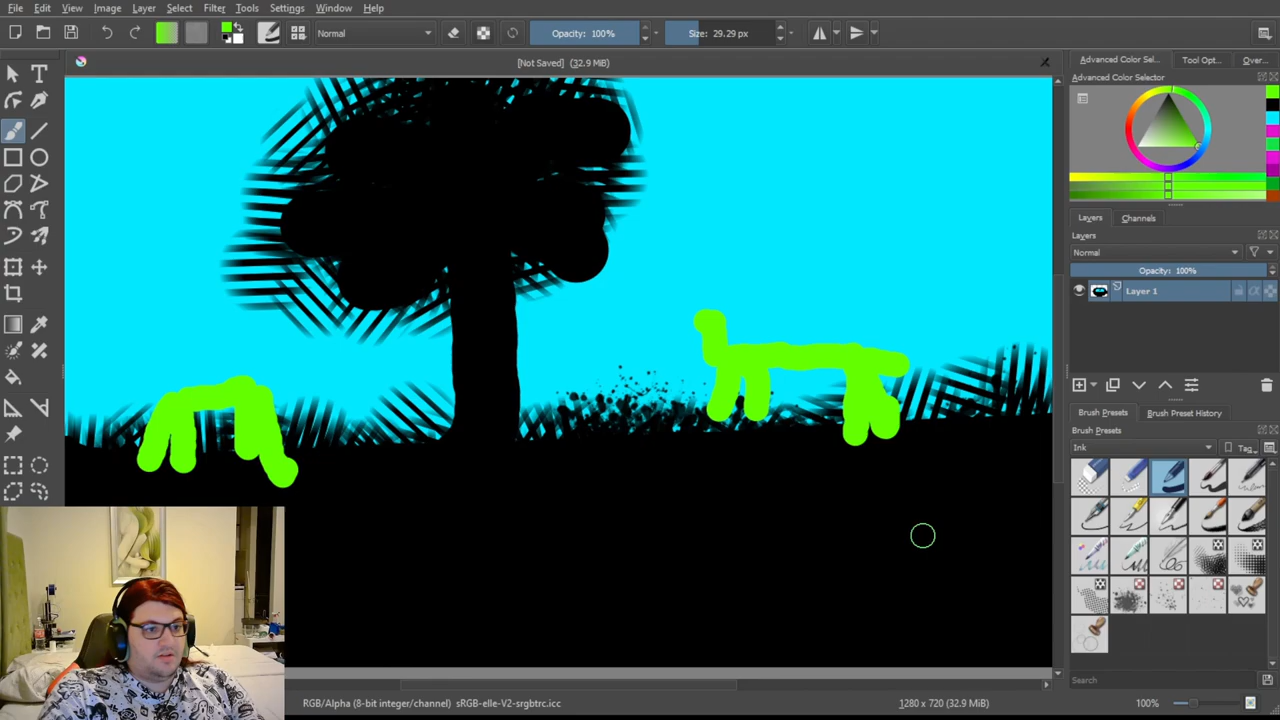 File Edit View Image Layer Select Filter Tools Settings Window Help
Normal Opacity: 100% Size: 29.29 px
[Not Saved] (32.9 MiB)
Advanced Color Sel... Tool Opt... Over...
Advanced Color Selector
Layers Channels
Layers
Normal
Opacity: 100%
Layer 1
Brush Presets Brush Preset History
Brush Presets
Ink Tag
Search
RGB/Alpha (8-bit integer/channel) sRGB-elle-V2-srgbtrc.icc 1280 x 720 (32.9 MiB) 100%